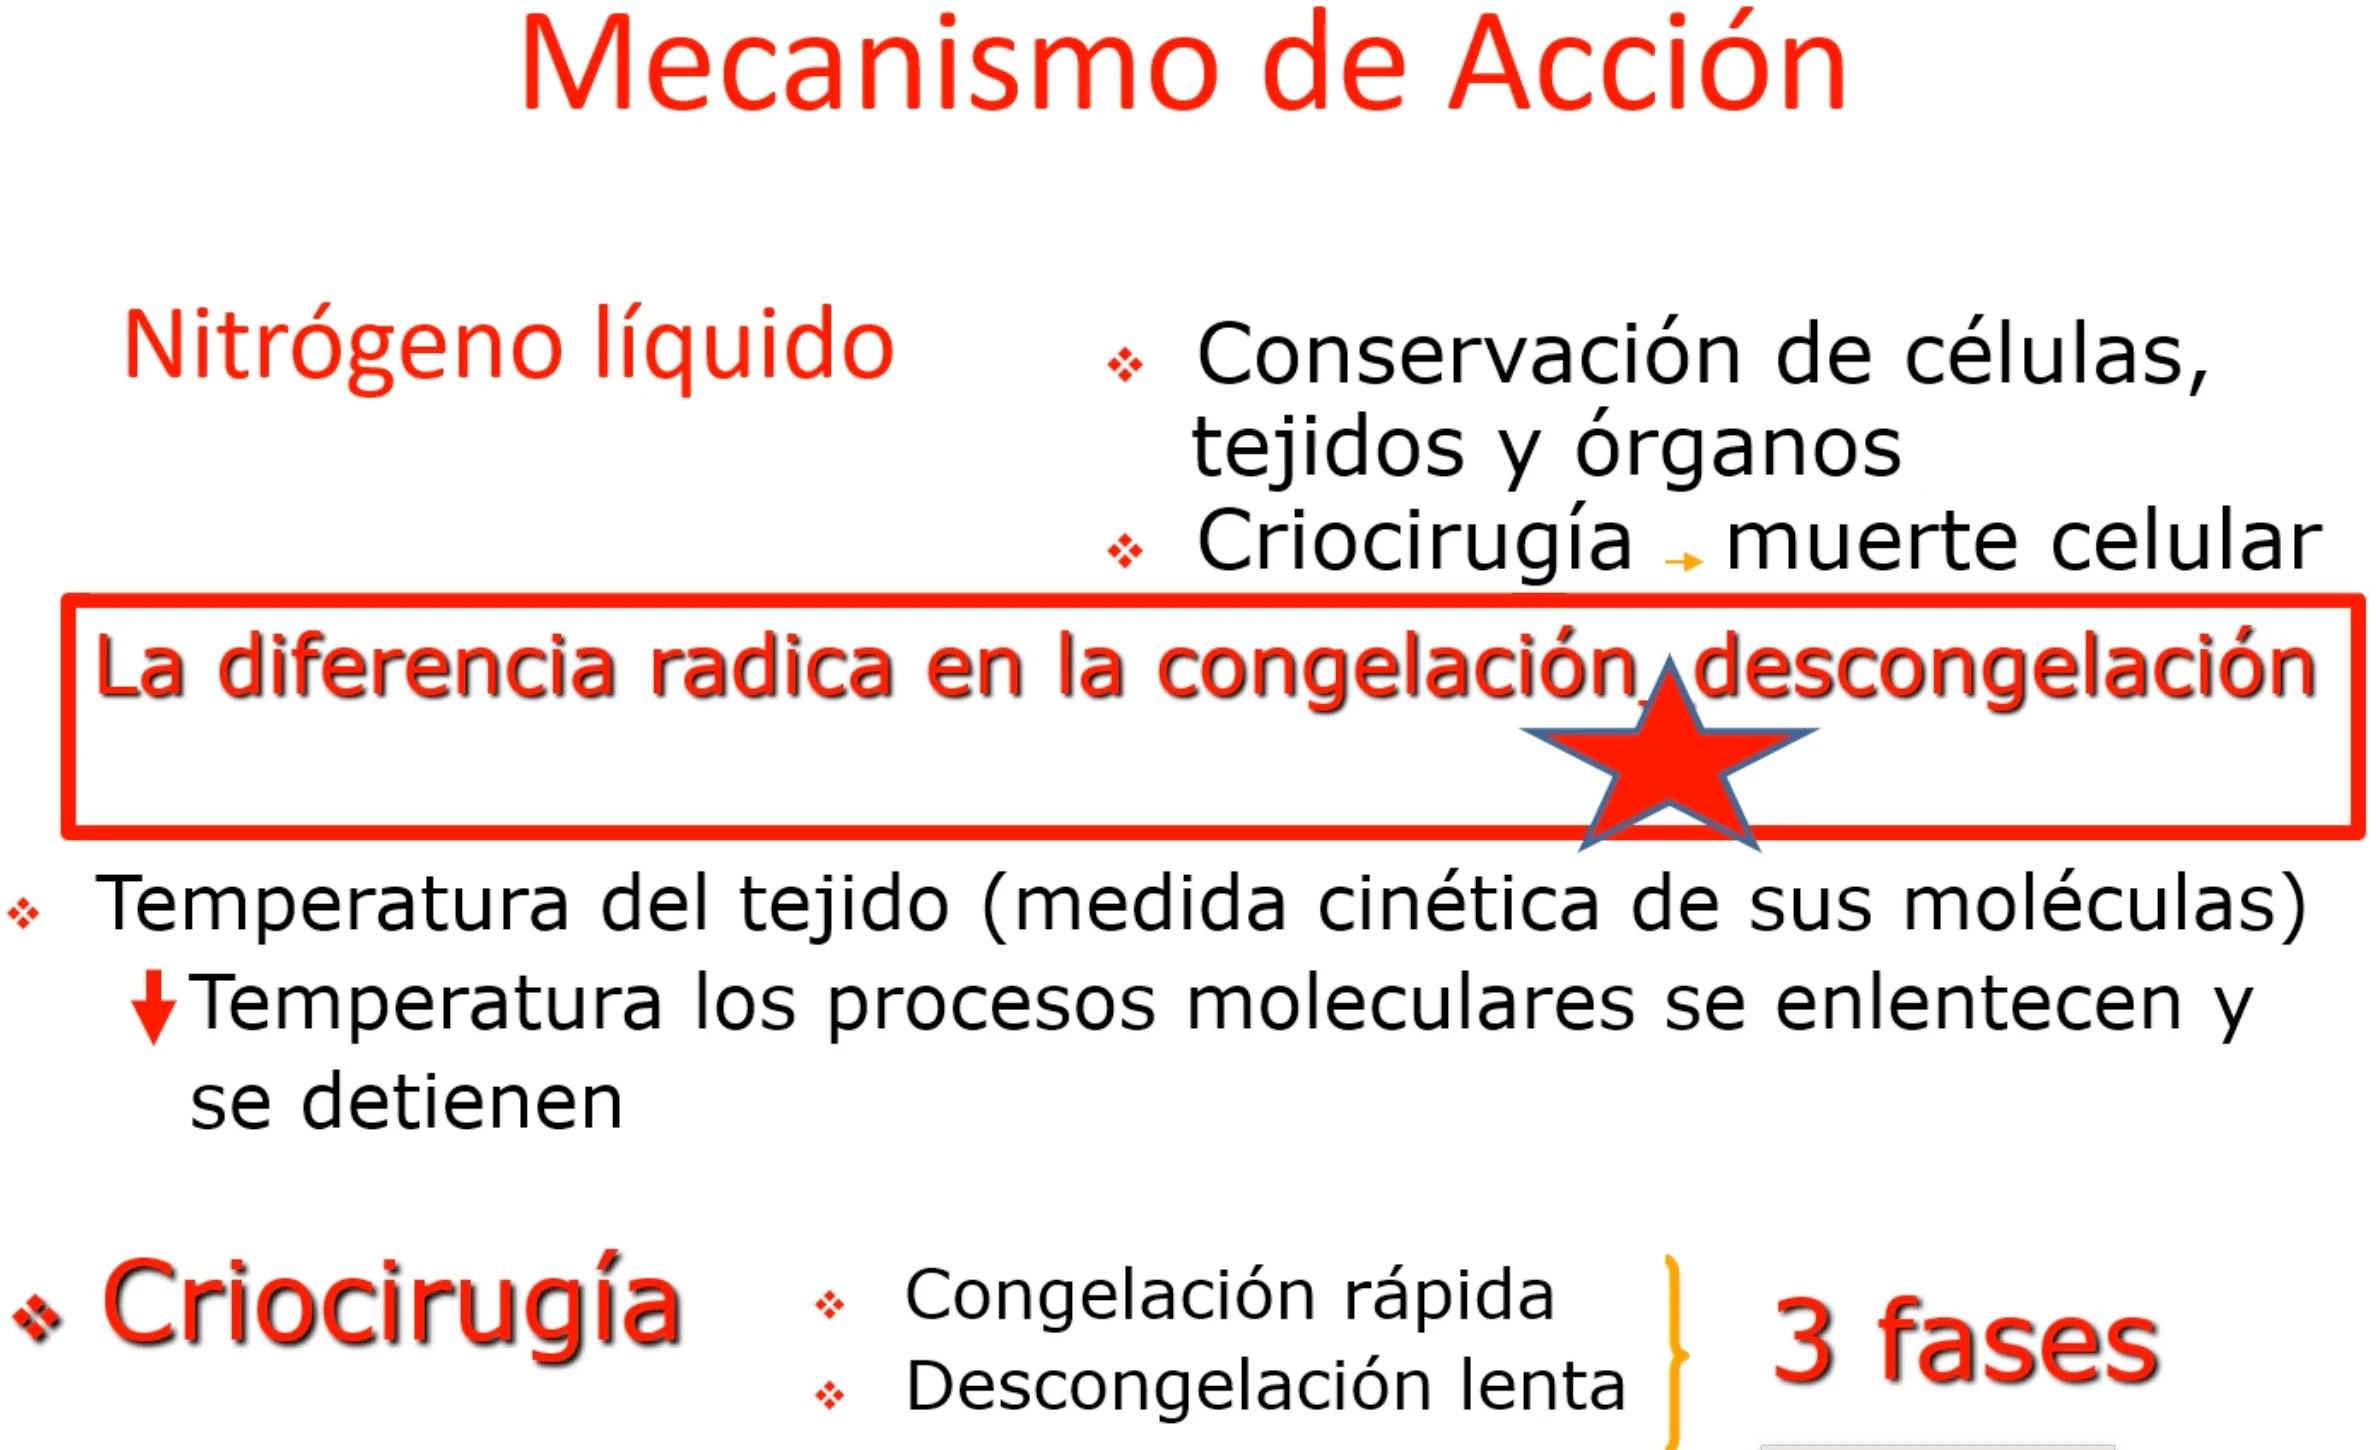 Mecanismo de Acción
Nitrógeno líquido
Conservación de células,
tejidos y órganos
Criocirugía → muerte celular
La diferencia radica en la congelación, descongelación
Temperatura del tejido (medida cinética de sus moléculas)
Temperatura los procesos moleculares se enlentecen y
se detienen
Criocirugía
Congelación rápida
Descongelación lenta
3 fases